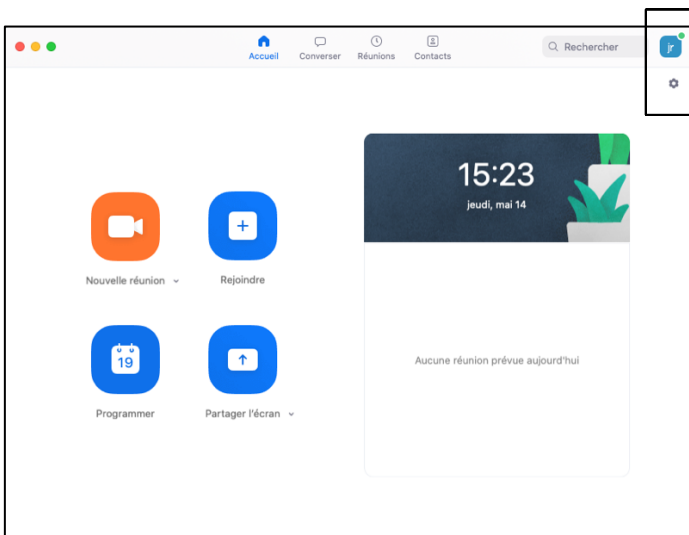 Accueil
Converser
Réunions
Contacts
Rechercher
jr
15:23
jeudi, mai 14
Nouvelle réunion
Rejoindre
19
Programmer
Partager l'écran
Aucune réunion prévue aujourd'hui